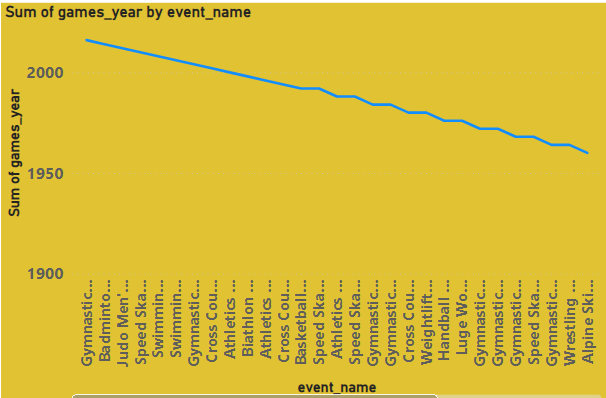 Sum of games_year by event_name
Sum of games_year
2000
1950
1900
Gymnastic...
Badminto...
Judo Men'...
Speed Ska...
Swimmin...
Swimmin...
Gymnastic...
Cross Cou...
Athletics ...
Biathlon ...
Athletics ...
Cross Cou...
Basketball...
Speed Ska...
Athletics ...
Speed Ska...
Gymnastic...
Gymnastic...
Cross Cou...
Weightlift...
Handball ...
Luge Wo...
Gymnastic...
Gymnastic...
Gymnastic...
Speed Ska...
Gymnastic...
Wrestling ...
Alpine Ski...
event_name